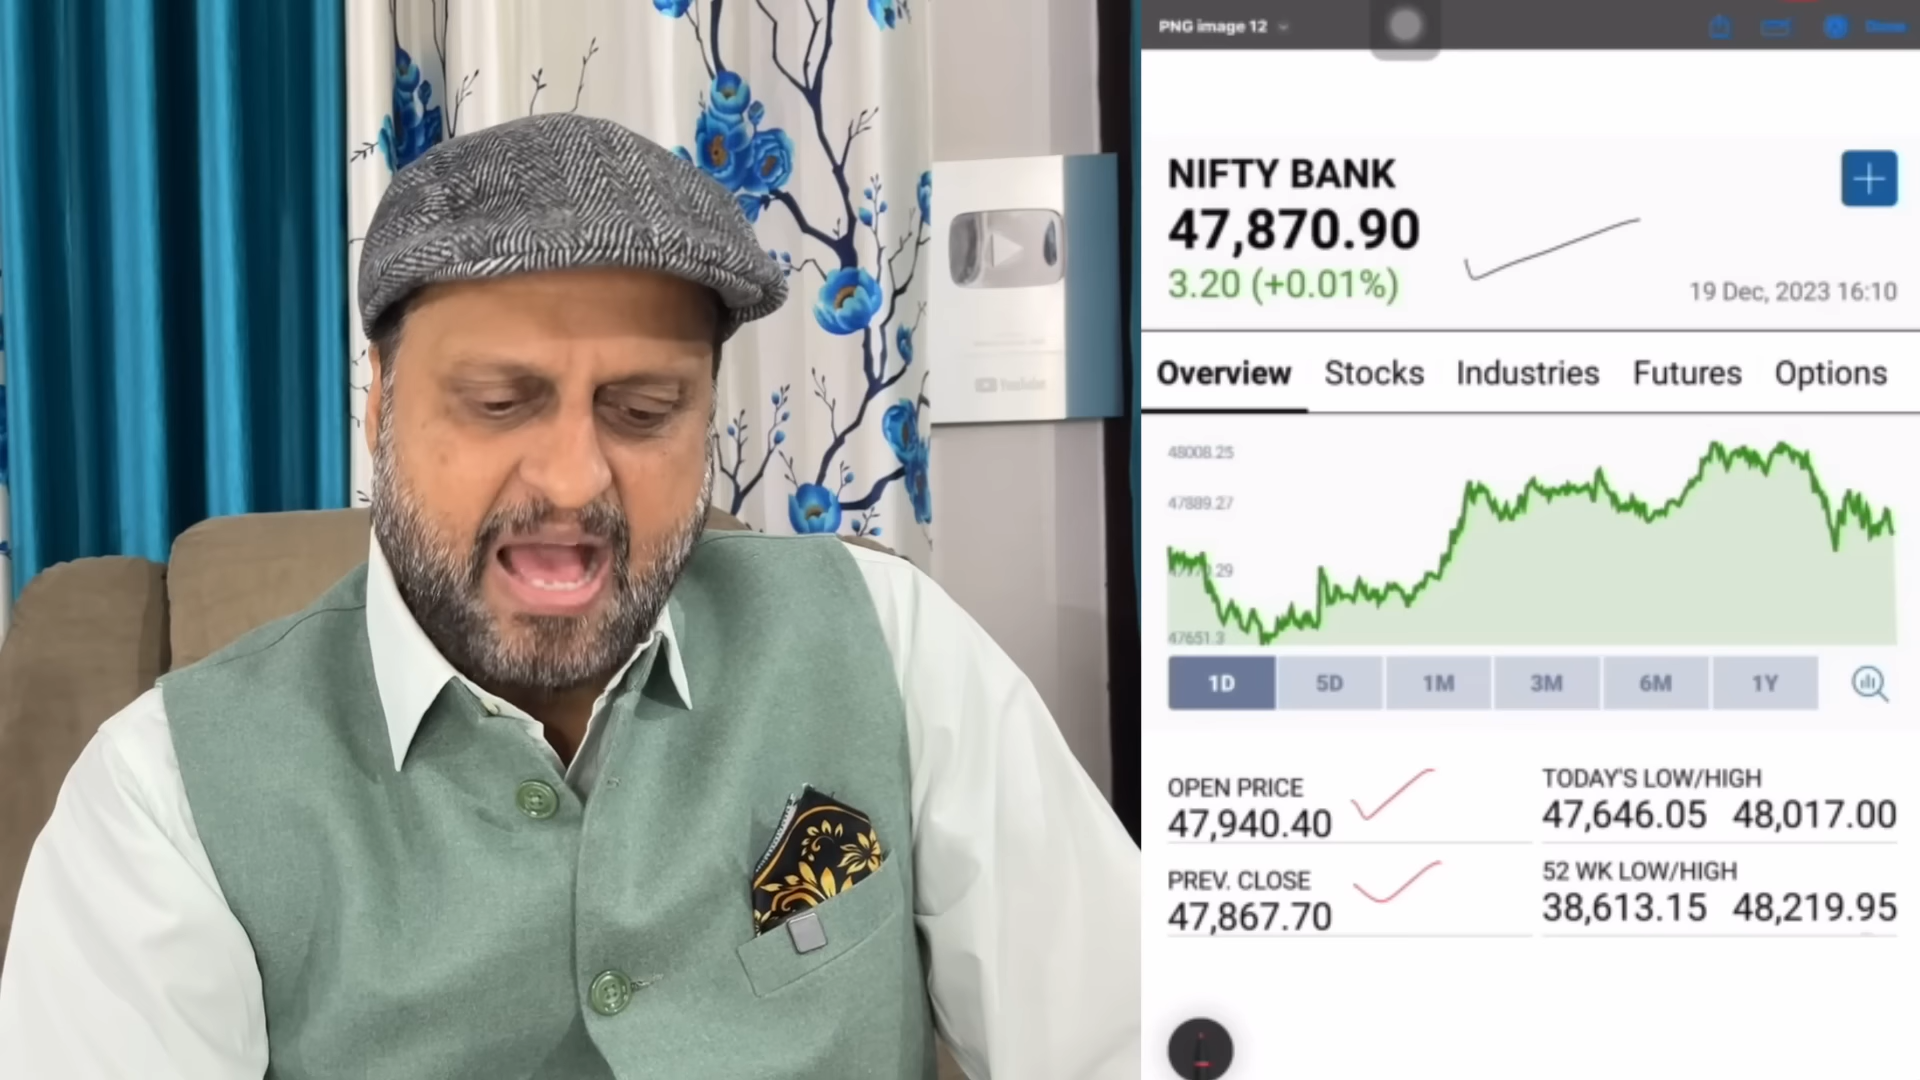 PNG image 12
NIFTY BANK
47,870.90
3.20 (+0.01%)
19 Dec, 2023 16:10
Overview Stocks Industries Futures Options
48008.25
47889.27
47651.3
1D 5D 1M 3M 6M 1Y
OPEN PRICE
47,940.40
TODAY'S LOW/HIGH
47,646.05 48,017.00
PREV. CLOSE
47,867.70
52 WK LOW/HIGH
38,613.15 48,219.95
YouTube